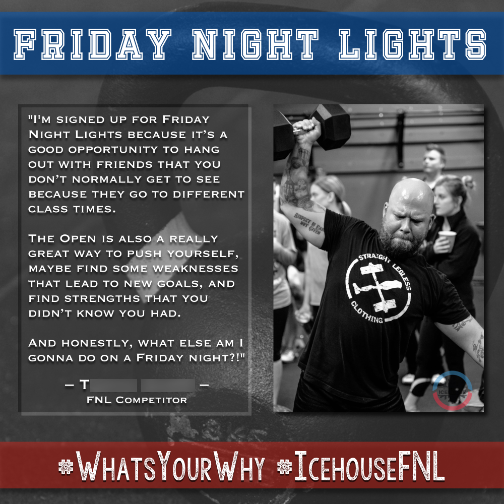 FRIDAY NIGHT LIGHTS
"I'M SIGNED UP FOR FRIDAY
NIGHT LIGHTS BECAUSE IT'S A
GOOD OPPORTUNITY TO HANG
OUT WITH FRIENDS THAT YOU
DON'T NORMALLY GET TO SEE
BECAUSE THEY GO TO DIFFERENT
CLASS TIMES.
THE OPEN IS ALSO A REALLY
GREAT WAY TO PUSH YOURSELF,
MAYBE FIND SOME WEAKNESSES
THAT LEAD TO NEW GOALS, AND
FIND STRENGTHS THAT YOU
DIDN'T KNOW YOU HAD.
AND HONESTLY, WHAT ELSE AM I
GONNA DO ON A FRIDAY NIGHT?!"
– T –
FNL COMPETITOR
STRAIGHT LEGLESS
CLOTHING
#WHATSYOURWHY #ICEHOUSEFNL